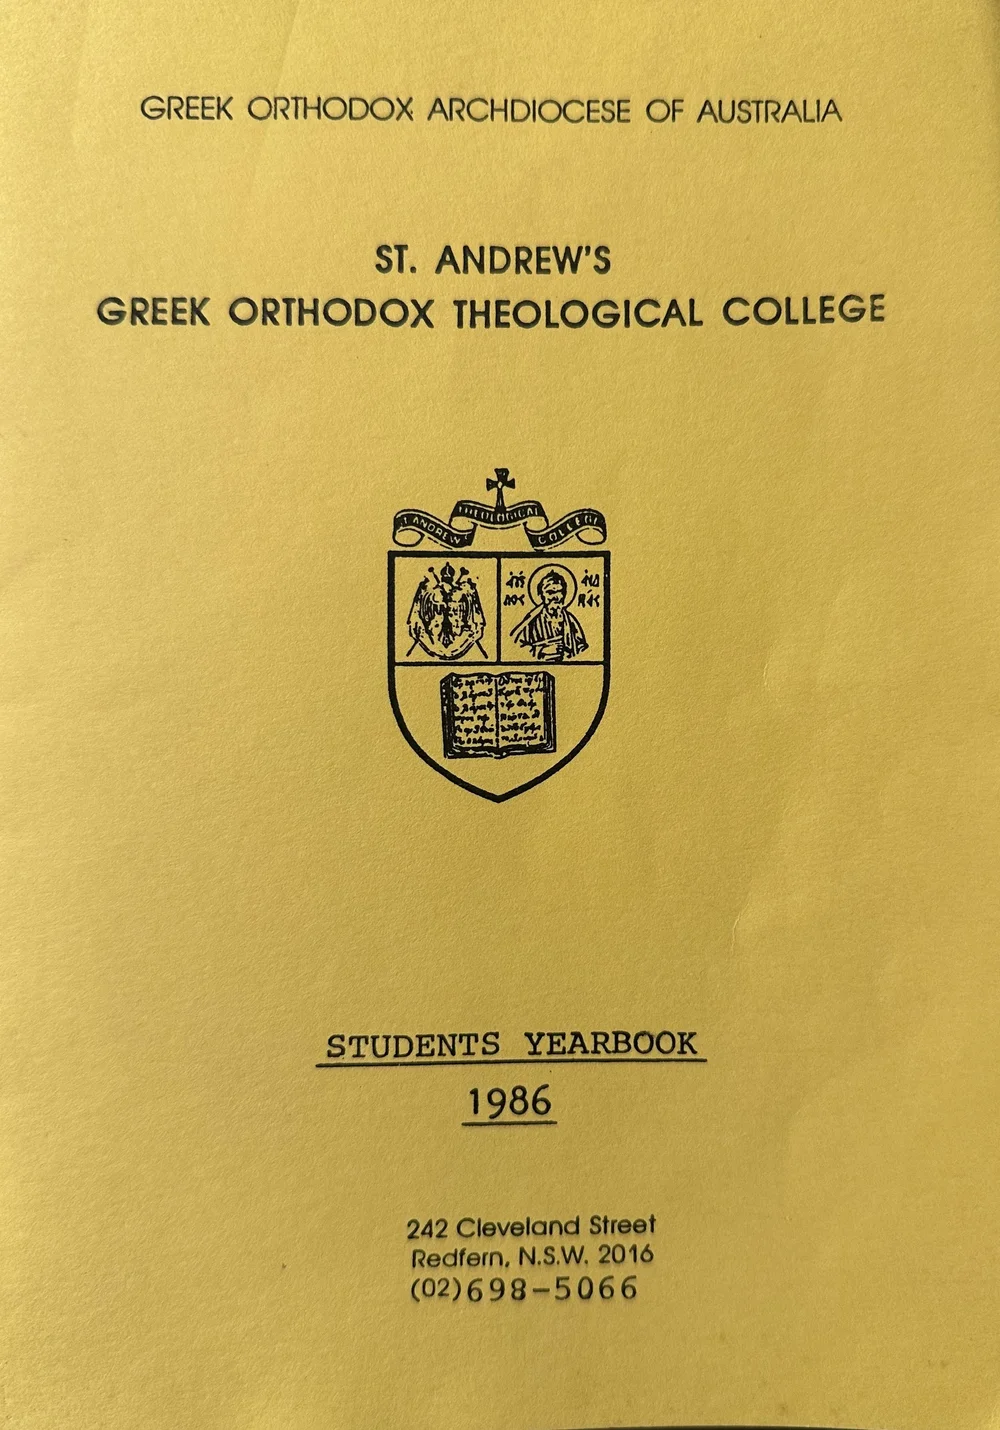 GREEK ORTHODOX ARCHDIOCESE OF AUSTRALIA
ST. ANDREW'S
GREEK ORTHODOX THEOLOGICAL COLLEGE
ANDREW'S THEOLOGICAL COLLEGE
STUDENTS YEARBOOK
1986
242 Cleveland Street
Redfern, N.S.W. 2016
(02)698-5066